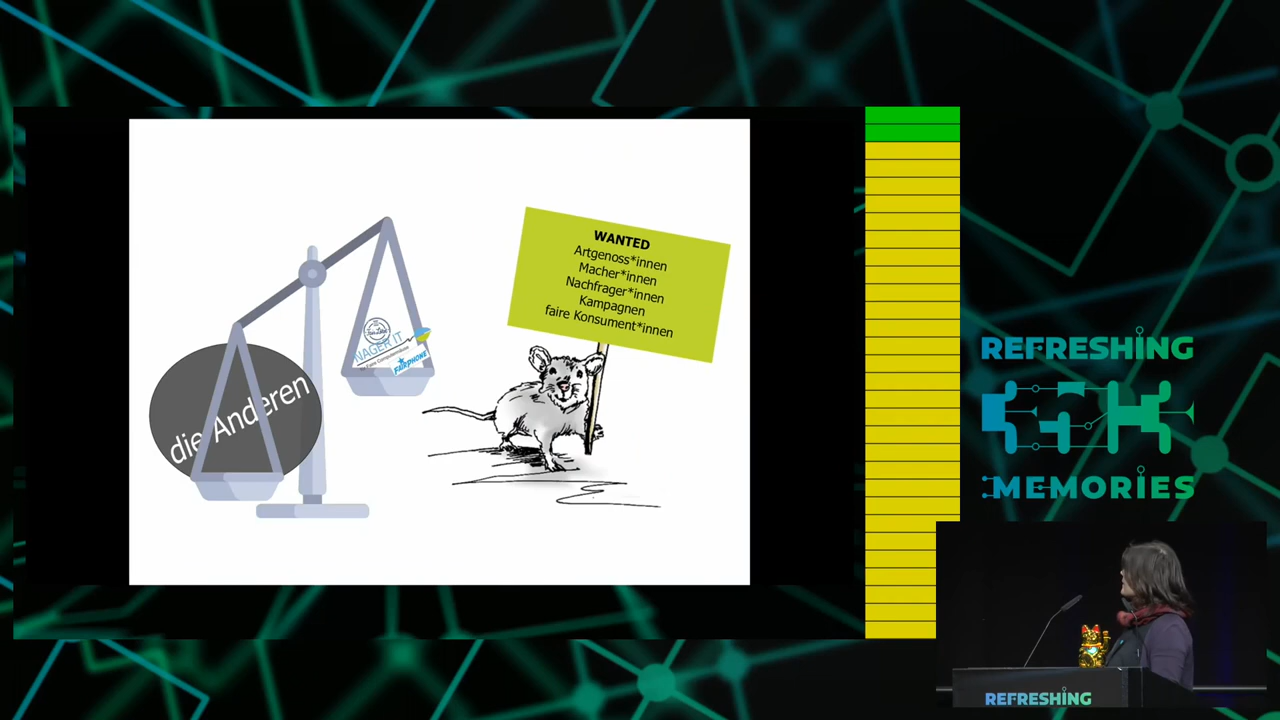 WANTED
Artgenoss*innen
Macher*innen
Nachfrager*innen
Kampagnen
faire Konsument*innen
die Anderen
NAGER IT
FAIRPHONE
REFRESHING
MEMORIES
REFRESHING